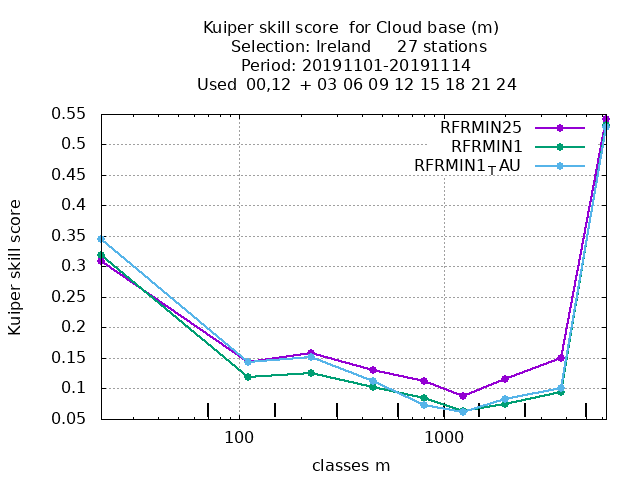 Kuiper skill score  for Cloud base (m)
Selection: Ireland     27 stations
Period: 20191101-20191114
Used  00,12  + 03 06 09 12 15 18 21 24
RFRMIN25
RFRMIN1
RFRMIN1TAU
Kuiper skill score
0.55
0.5
0.45
0.4
0.35
0.3
0.25
0.2
0.15
0.1
0.05
100
1000
classes m